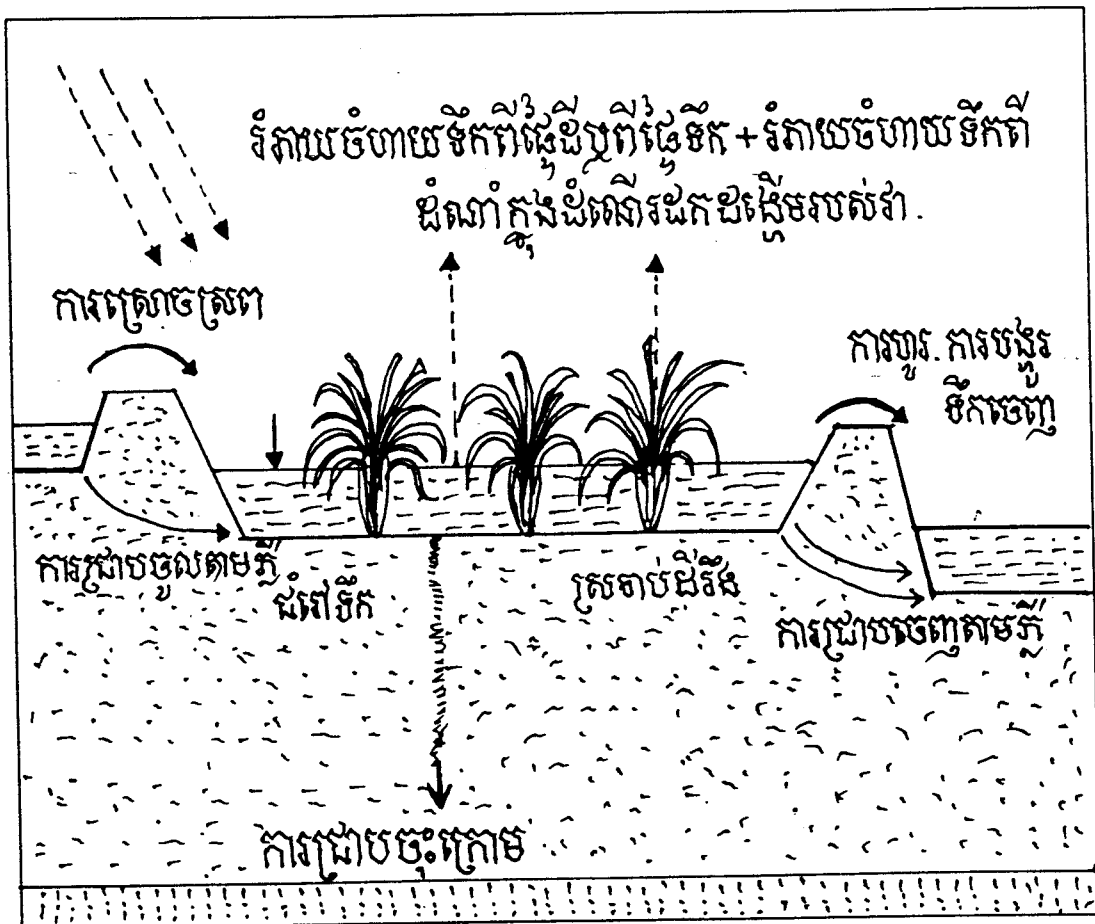 រំភាយចំហាយទឹកពីផ្ទៃដីឬពីផ្ទៃទឹក + រំភាយចំហាយទឹកពី
ដំណាំក្នុងដំណើរដកដង្ហើមរបស់វា.
ការស្រោចស្រព
ការហូរ. ការបង្ហូរ
ទឹកចេញ
ការជ្រាបចូលតាមភ្លឺ
ជំរៅទឹក
ស្រទាប់ដីរឹង
ការជ្រាបចេញតាមភ្លឺ
ការជ្រាបចុះក្រោម